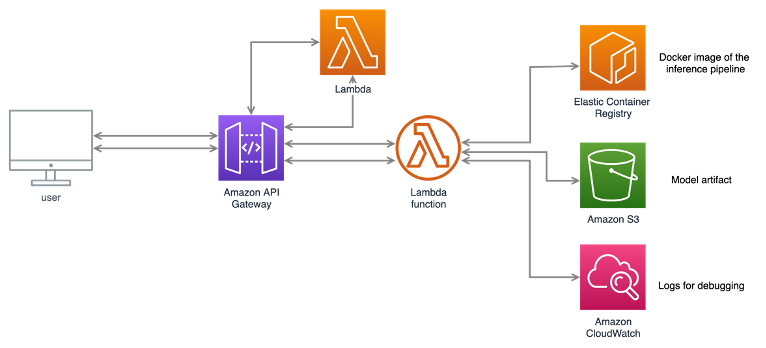 Lambda
user
Amazon API
Gateway
</>
Lambda
function
Elastic Container
Registry
Docker image of the
inference pipeline
Amazon S3
Model artifact
Amazon
CloudWatch
Logs for debugging